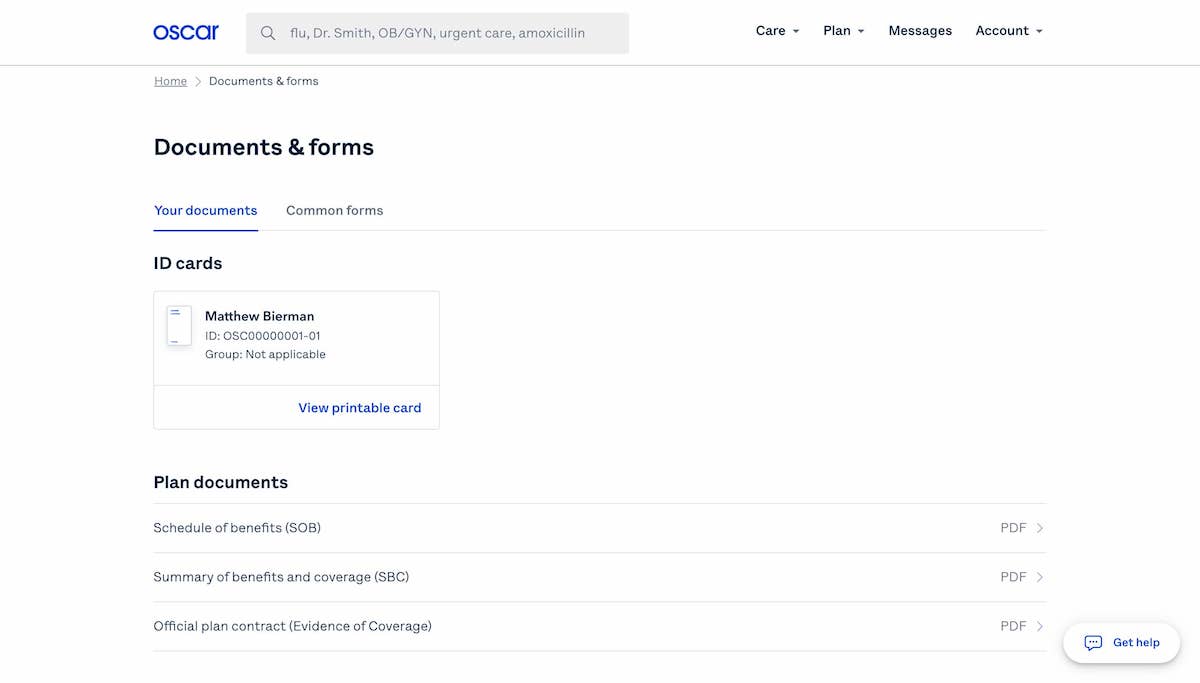 oscar
flu, Dr. Smith, OB/GYN, urgent care, amoxicillin
Care
Plan
Messages
Account
Home > Documents & forms
Documents & forms
Your documents
Common forms
ID cards
Matthew Bierman
ID: OSC00000001-01
Group: Not applicable
View printable card
Plan documents
Schedule of benefits (SOB) PDF
Summary of benefits and coverage (SBC) PDF
Official plan contract (Evidence of Coverage) PDF
Get help